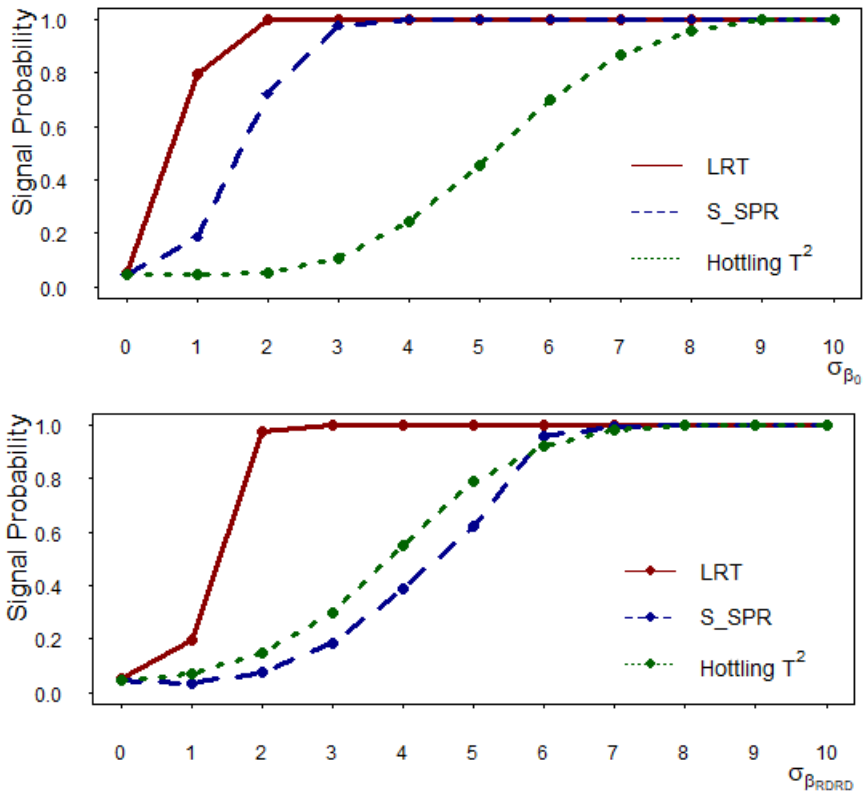 Signal Probability
1.0
0.8
0.6
0.4
0.2
0.0
LRT
S_SPR
Hottling T²
0 1 2 3 4 5 6 7 8 9 10
σβ₀
Signal Probability
1.0
0.8
0.6
0.4
0.2
0.0
LRT
S_SPR
Hottling T²
0 1 2 3 4 5 6 7 8 9 10
σβRDRD